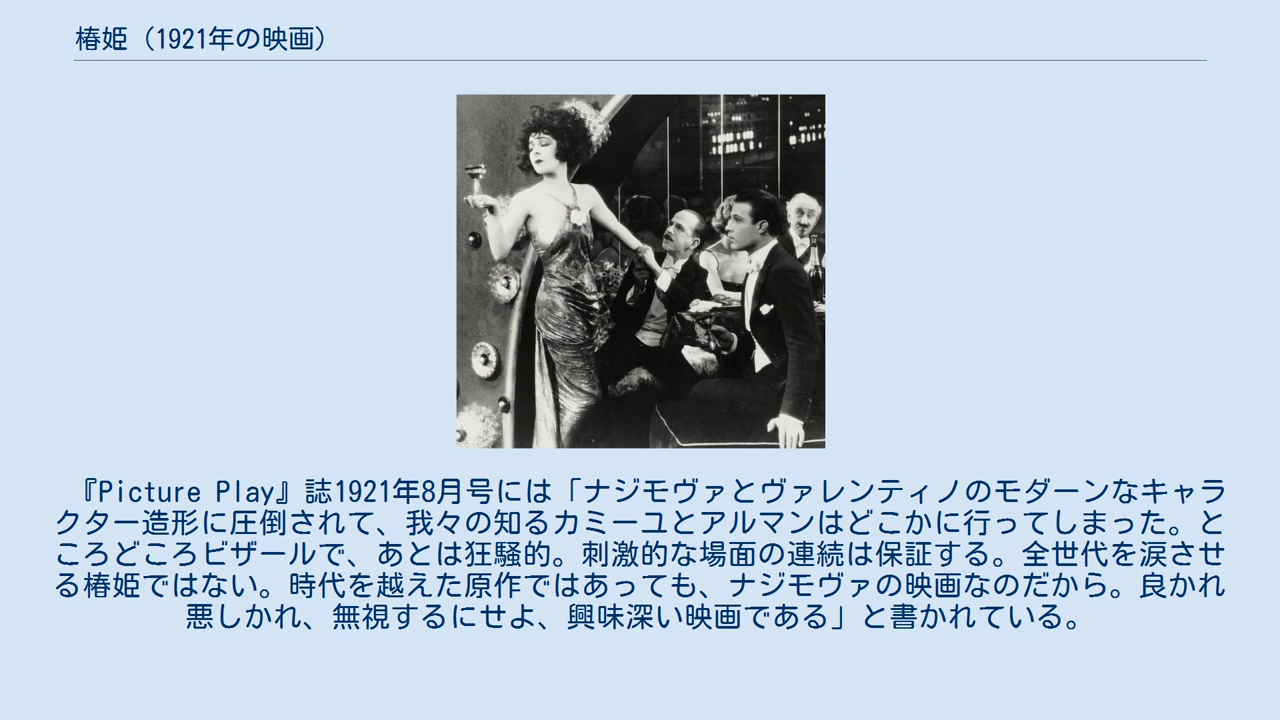 椿姫（1921年の映画）
『Picture Play』誌1921年8月号には「ナジモヴァとヴァレンティノのモダーンなキャラ
クター造形に圧倒されて、我々の知るカミーユとアルマンはどこかに行ってしまった。と
ころどころビザールで、あとは狂騒的。刺激的な場面の連続は保証する。全世代を涙させ
る椿姫ではない。時代を越えた原作ではあっても、ナジモヴァの映画なのだから。良かれ
悪しかれ、無視するにせよ、興味深い映画である」と書かれている。